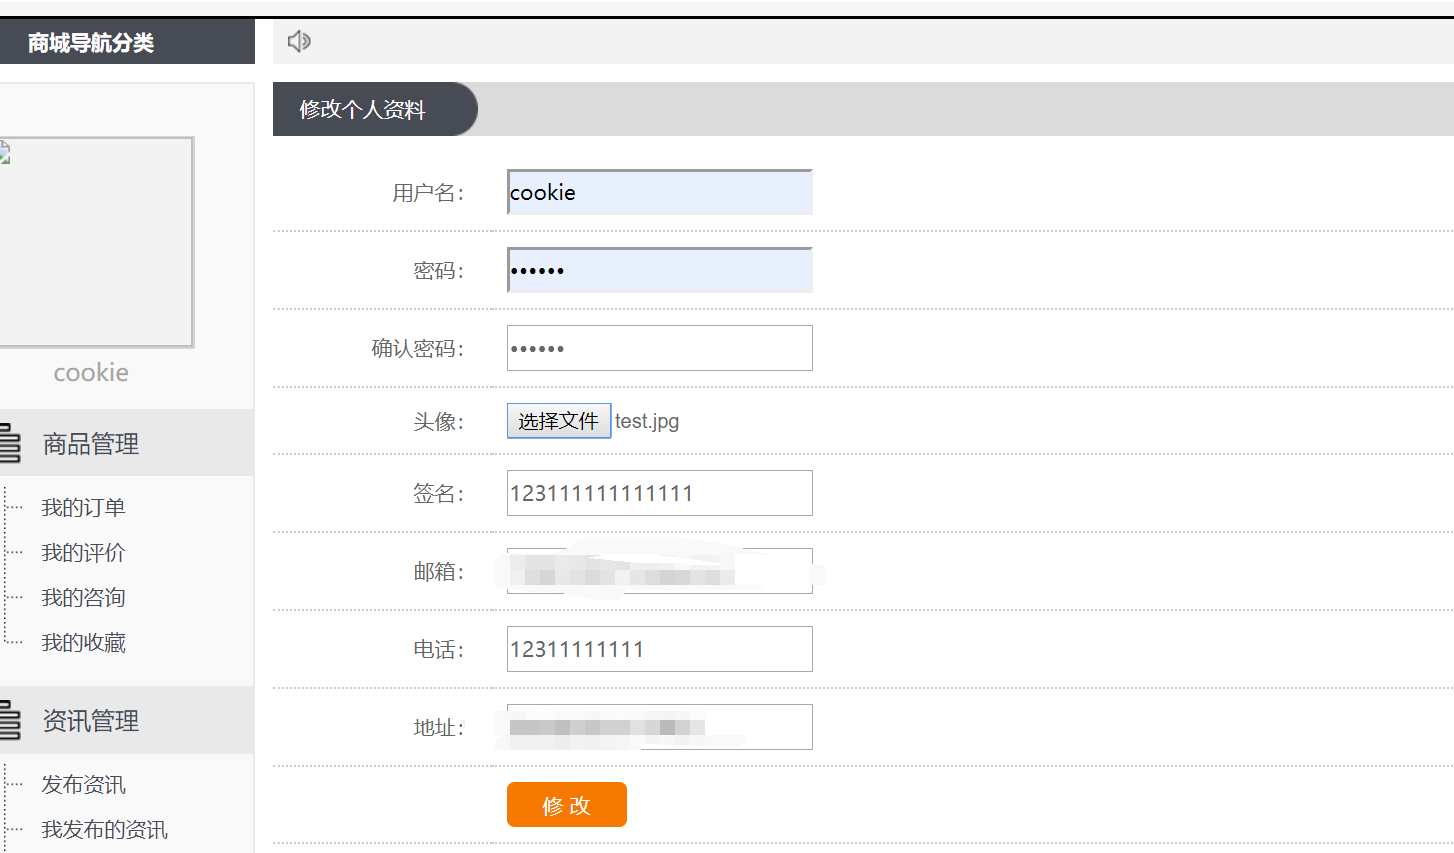 商城导航分类
cookie
商品管理
我的订单
我的评价
我的咨询
我的收藏
资讯管理
发布资讯
我发布的资讯
修改个人资料
用户名： cookie
密码： ••••••
确认密码： ••••••
头像： 选择文件 test.jpg
签名： 123111111111111
邮箱：
电话： 12311111111
地址：
修 改